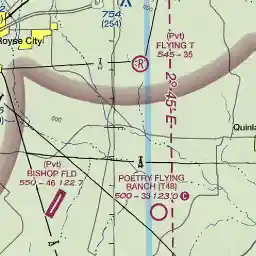 754
(254)
Royse City
(Pvt)
FLYING T
545 - 35
R
2°45'E
500
Quinla
(Pvt)
BISHOP FLD
550 - 46 122.7
POETRY FLYING
RANCH (T48)
500 - 33 123.0 C